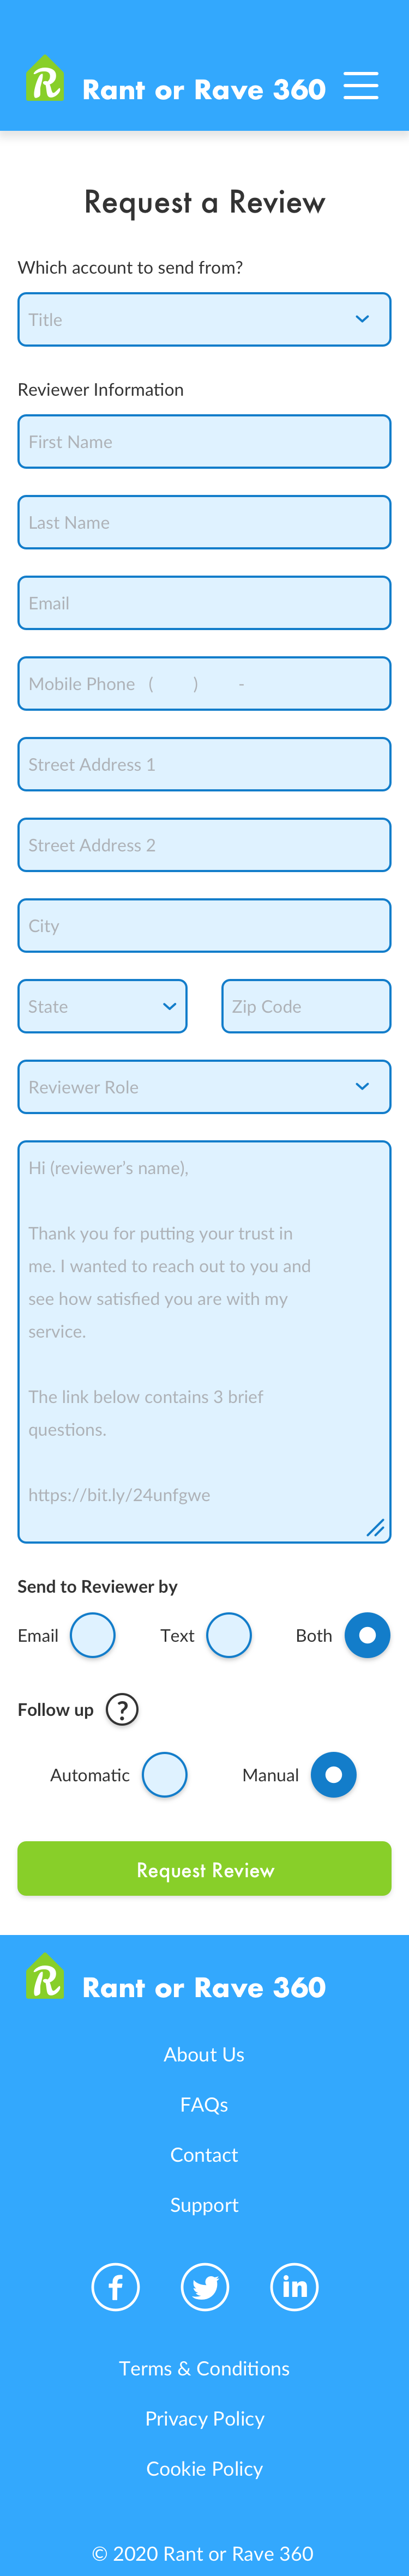 R Rant or Rave 360
Request a Review
Which account to send from?
Title
Reviewer Information
First Name
Last Name
Email
Mobile Phone ( ) -
Street Address 1
Street Address 2
City
State Zip Code
Reviewer Role
Hi (reviewer’s name),
Thank you for putting your trust in
me. I wanted to reach out to you and
see how satisfied you are with my
service.
The link below contains 3 brief
questions.
https://bit.ly/24unfgwe
Send to Reviewer by
Email Text Both
Follow up ?
Automatic Manual
Request Review
R Rant or Rave 360
About Us
FAQs
Contact
Support
f in
Terms & Conditions
Privacy Policy
Cookie Policy
© 2020 Rant or Rave 360